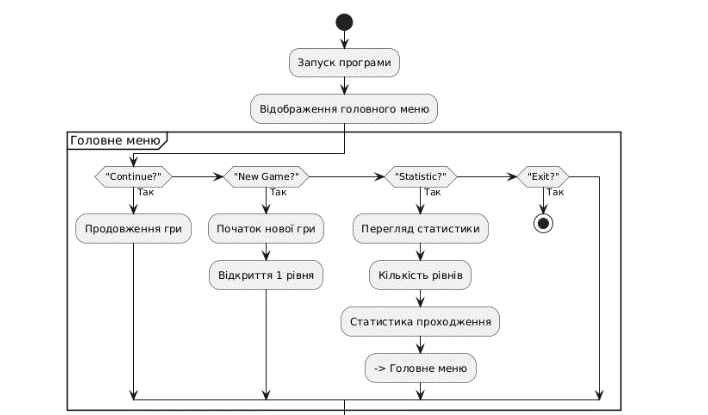 Запуск програми
Відображення головного меню
Головне меню
"Continue?"
"New Game?"
"Statistic?"
"Exit?"
Так
Так
Так
Так
Продовження гри
Початок нової гри
Перегляд статистики
Відкриття 1 рівня
Кількість рівнів
Статистика проходження
-> Головне меню